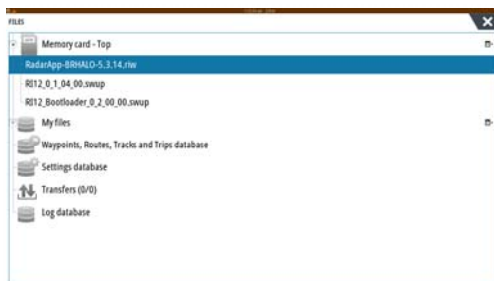 FILES
Memory card - Top
RadarApp-BRHALO-5.3.14.riw
RI12_0_1_04_00.swup
RI12_Bootloader_0_2_00_00.swup
My files
Waypoints, Routes, Tracks and Trips database
Settings database
Transfers (0/0)
Log database